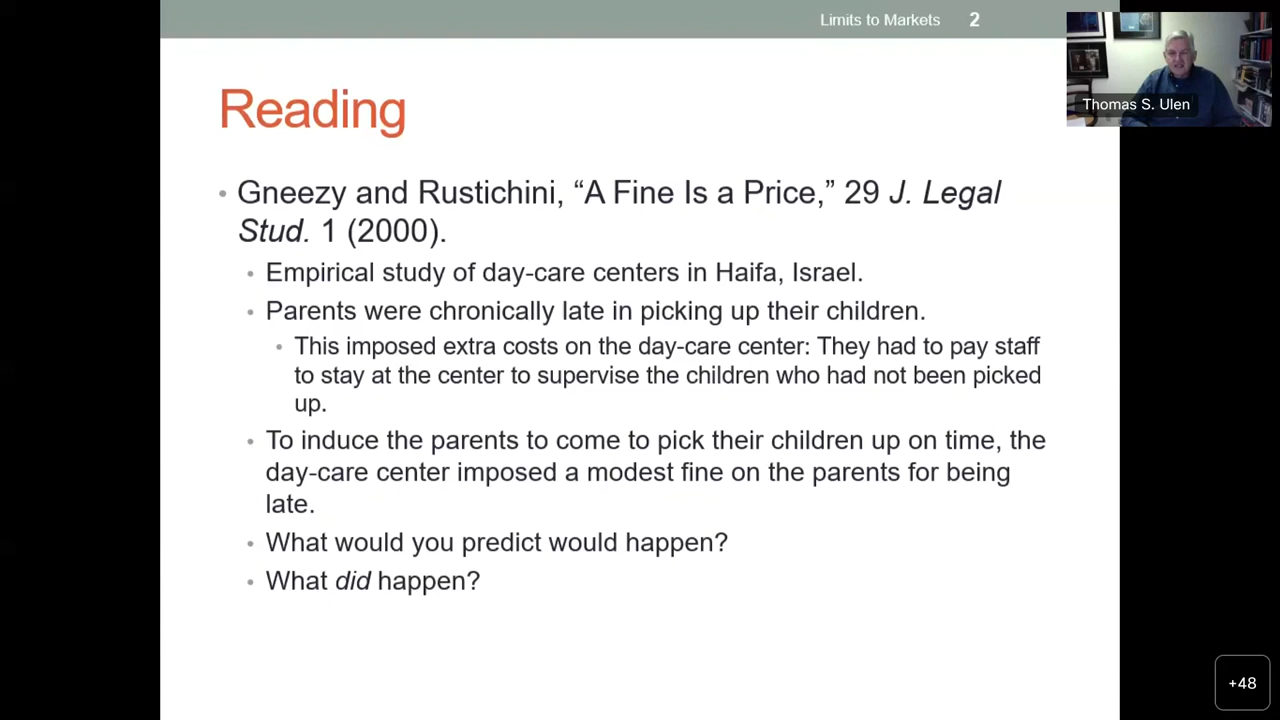 Limits to Markets 2
Thomas S. Ulen
Reading
• Gneezy and Rustichini, “A Fine Is a Price,” 29 J. Legal
Stud. 1 (2000).
• Empirical study of day-care centers in Haifa, Israel.
• Parents were chronically late in picking up their children.
• This imposed extra costs on the day-care center: They had to pay staff
to stay at the center to supervise the children who had not been picked
up.
• To induce the parents to come to pick their children up on time, the
day-care center imposed a modest fine on the parents for being
late.
• What would you predict would happen?
• What did happen?
+48